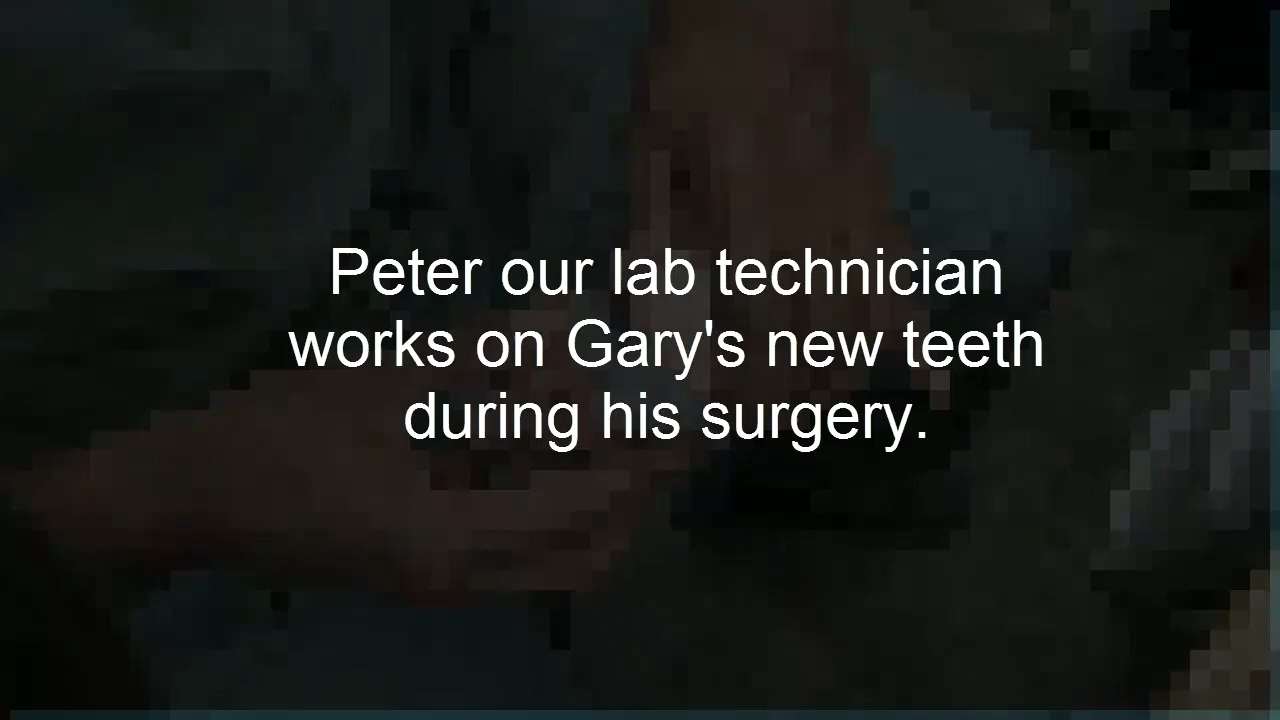 Peter our lab technician
works on Gary's new teeth
during his surgery.